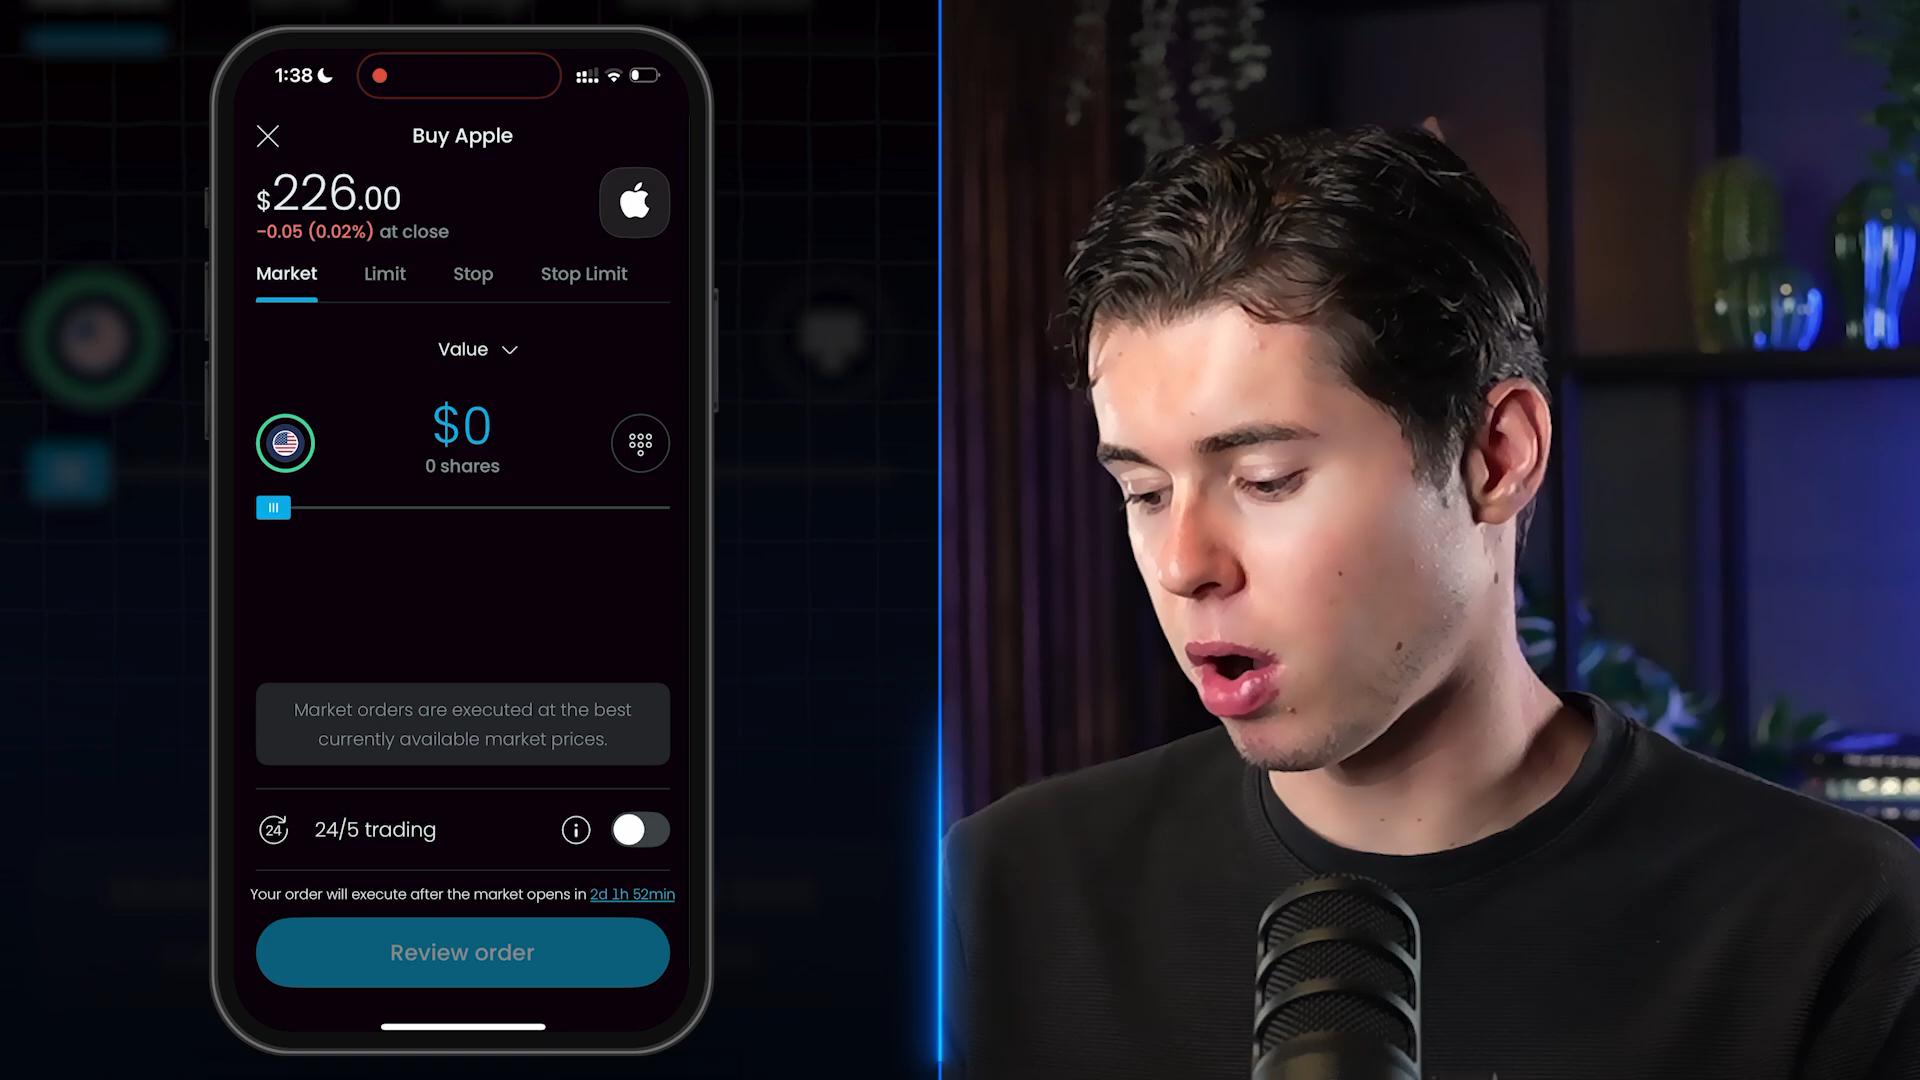 1:38
Buy Apple
$226.00
−0.05 (0.02%) at close
Market Limit Stop Stop Limit
Value
$0
0 shares
Market orders are executed at the best
currently available market prices.
24 24/5 trading
Your order will execute after the market opens in 2d 1h 52min
Review order